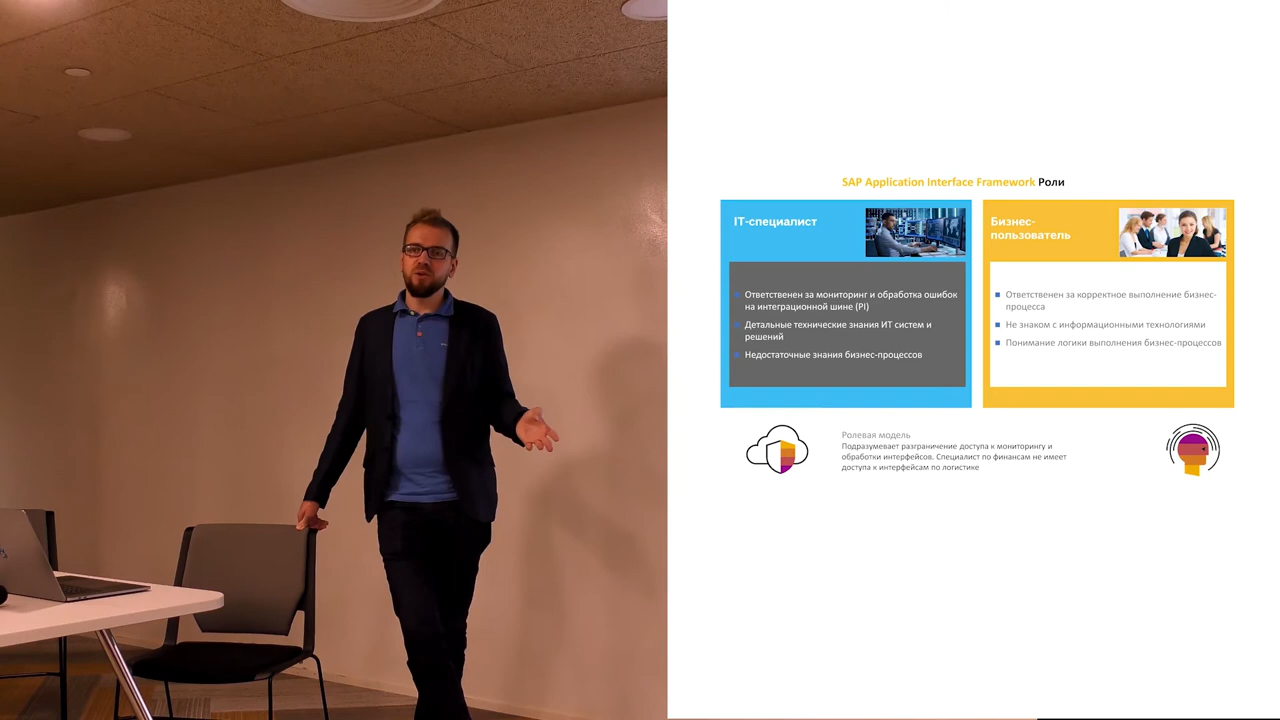 SAP Application Interface Framework Роли
IT-специалист
Ответственен за мониторинг и обработка ошибок
на интеграционной шине (PI)
Детальные технические знания ИТ систем и
решений
Недостаточные знания бизнес-процессов
Бизнес-
пользователь
Ответственен за корректное выполнение бизнес-
процесса
Не знаком с информационными технологиями
Понимание логики выполнения бизнес-процессов
Ролевая модель
Подразумевает разграничение доступа к мониторингу и
обработки интерфейсов. Специалист по финансам не имеет
доступа к интерфейсам по логистике